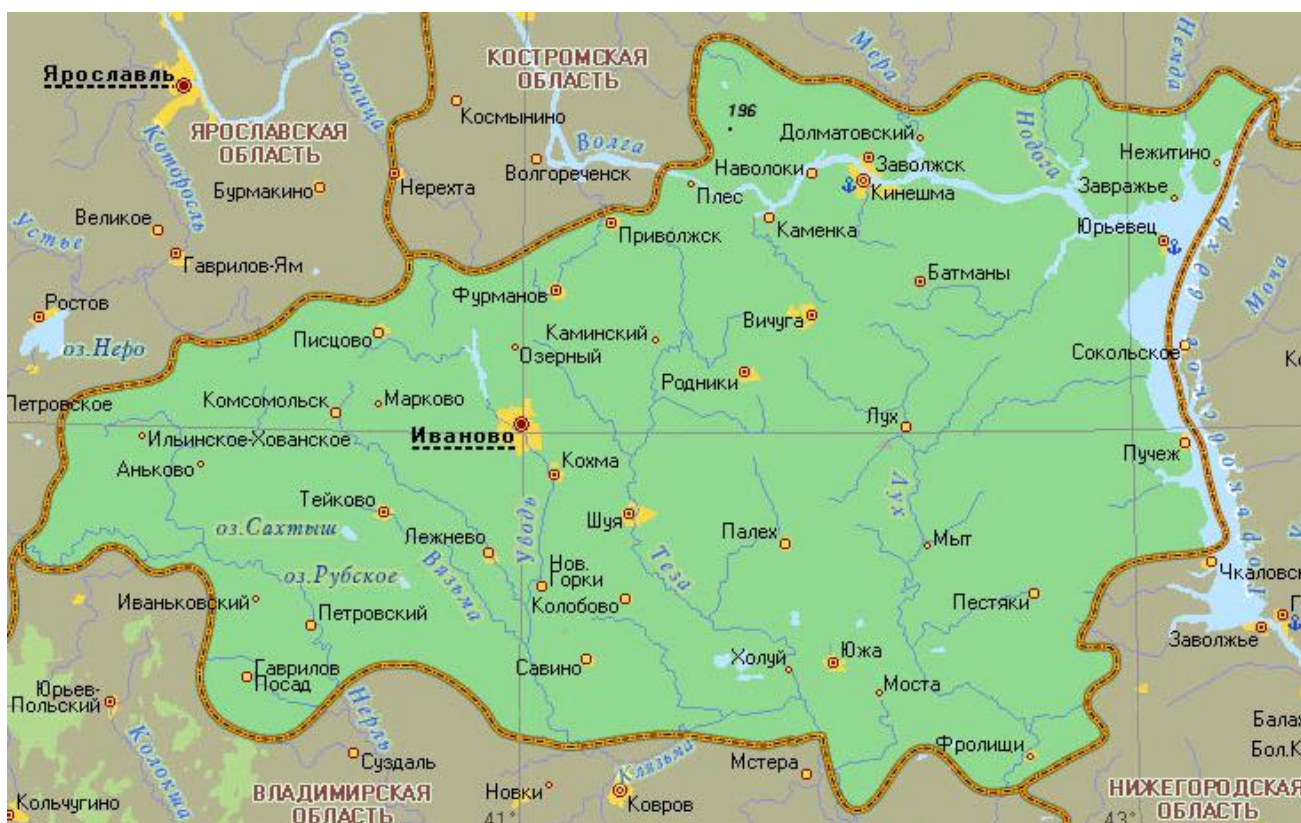 КОСТРОМСКАЯ
ОБЛАСТЬ
Ярославль
Солоница
Мера
Немда
196
Космынино
ЯРОСЛАВСКАЯ
ОБЛАСТЬ
Которосль
Волга
Долматовский
Нодога
Нежитино
Волгореченск
Наволоки
Заволжск
Бурмакино
Нерехта
Плес
Кинешма
Завражье
Великое
Устье
Приволжск
Каменка
Юрьевец
Гаврилов-Ям
Батманы
Моча
Ростов
Фурманов
Вичуга
оз.Неро
Писцово
Каминский
Озерный
Сокольское
Родники
Петровское
Комсомольск
Марково
Лух
Иваново
Ильинское-Хованское
Пучеж
Аньково
Кохма
Лух
Тейково
Уводь
Шуя
оз.Сахтыш
Лежнево
Палех
Мыт
Теза
Вязьма
оз.Рубское
Нов.
Горки
Чкаловск
Иваньковский
Колобово
Пестяки
Петровский
Заволжье
Савино
Холуй
Южа
Гаврилов
Посад
Моста
Юрьев-
Польский
Нерль
Колокша
Суздаль
Клязьма
Мстера
Фролищи
Балах
Бол.К
Кольчугино
ВЛАДИМИРСКАЯ
ОБЛАСТЬ
Новки
Ковров
НИЖЕГОРОДСКАЯ
ОБЛАСТЬ
41°
43°